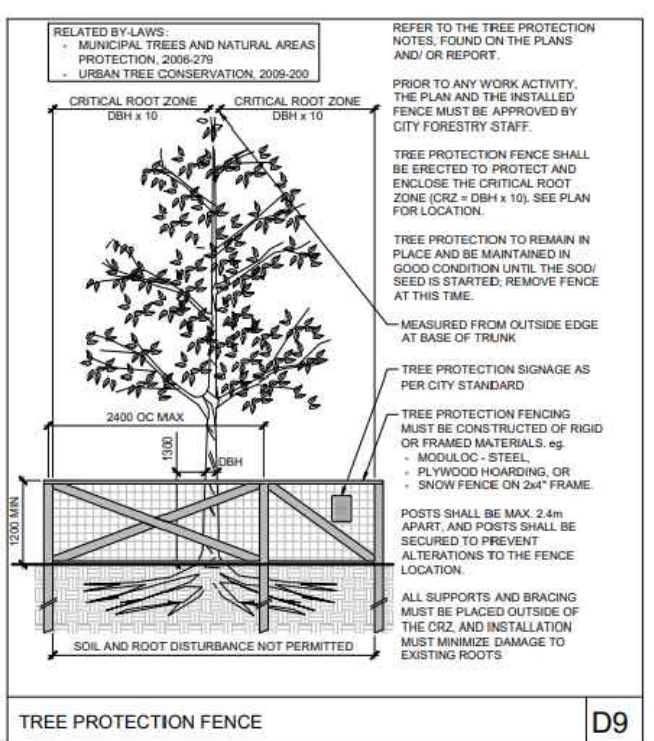 RELATED BY-LAWS:
- MUNICIPAL TREES AND NATURAL AREAS
PROTECTION, 2006-279
- URBAN TREE CONSERVATION, 2009-200
CRITICAL ROOT ZONE
DBH x 10
CRITICAL ROOT ZONE
DBH x 10
2400 OC MAX
1300
DBH
1200 MIN
SOIL AND ROOT DISTURBANCE NOT PERMITTED
REFER TO THE TREE PROTECTION
NOTES, FOUND ON THE PLANS
AND/ OR REPORT.
PRIOR TO ANY WORK ACTIVITY,
THE PLAN AND THE INSTALLED
FENCE MUST BE APPROVED BY
CITY FORESTRY STAFF.
TREE PROTECTION FENCE SHALL
BE ERECTED TO PROTECT AND
ENCLOSE THE CRITICAL ROOT
ZONE (CRZ = DBH x 10). SEE PLAN
FOR LOCATION.
TREE PROTECTION TO REMAIN IN
PLACE AND BE MAINTAINED IN
GOOD CONDITION UNTIL THE SOD/
SEED IS STARTED; REMOVE FENCE
AT THIS TIME.
MEASURED FROM OUTSIDE EDGE
AT BASE OF TRUNK
TREE PROTECTION SIGNAGE AS
PER CITY STANDARD
TREE PROTECTION FENCING
MUST BE CONSTRUCTED OF RIGID
OR FRAMED MATERIALS. eg.
- MODULOC - STEEL,
- PLYWOOD HOARDING, OR
- SNOW FENCE ON 2x4" FRAME.
POSTS SHALL BE MAX. 2.4m
APART, AND POSTS SHALL BE
SECURED TO PREVENT
ALTERATIONS TO THE FENCE
LOCATION.
ALL SUPPORTS AND BRACING
MUST BE PLACED OUTSIDE OF
THE CRZ, AND INSTALLATION
MUST MINIMIZE DAMAGE TO
EXISTING ROOTS
TREE PROTECTION FENCE
D9